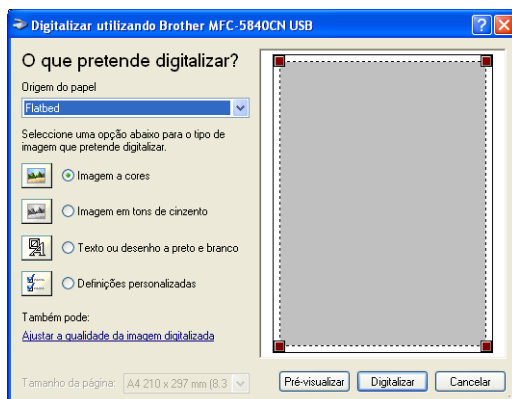 Digitalizar utilizando Brother MFC-5840CN USB
O que pretende digitalizar?
Origem do papel
Flatbed
Seleccione uma opção abaixo para o tipo de
imagem que pretende digitalizar.
Imagem a cores
Imagem em tons de cinzento
Texto ou desenho a preto e branco
Definições personalizadas
Também pode:
Ajustar a qualidade da imagem digitalizada
Tamanho da página: A4 210 x 297 mm (8.3
Pré-visualizar Digitalizar Cancelar